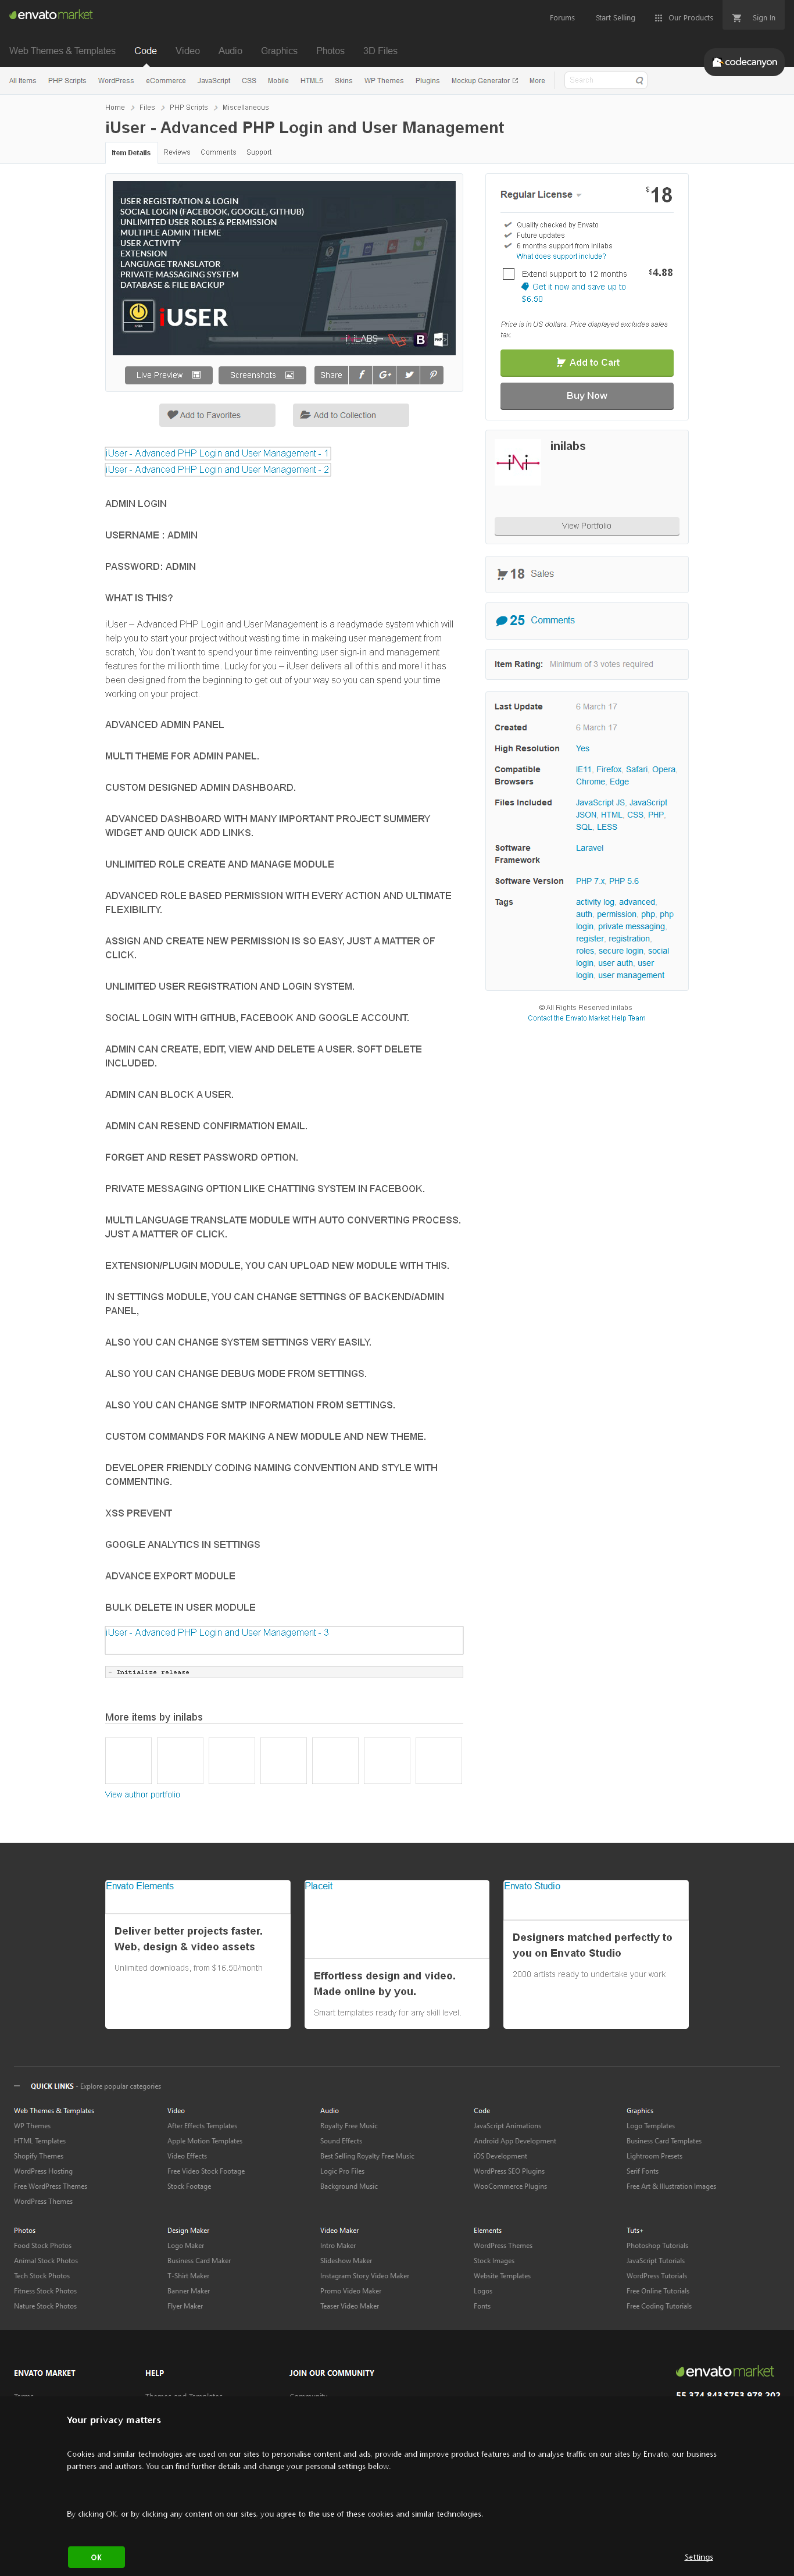 envatomarket
Forums
Start Selling
Our Products
Sign In
Web Themes & Templates
Code
Video
Audio
Graphics
Photos
3D Files
codecanyon
All Items
PHP Scripts
WordPress
eCommerce
JavaScript
CSS
Mobile
HTML5
Skins
WP Themes
Plugins
Mockup Generator
More
Search
Home
Files
PHP Scripts
Miscellaneous
iUser - Advanced PHP Login and User Management
Item Details
Reviews
Comments
Support
USER REGISTRATION & LOGIN
SOCIAL LOGIN (FACEBOOK, GOOGLE, GITHUB)
UNLIMITED USER ROLES & PERMISSION
MULTIPLE ADMIN THEME
USER ACTIVITY
EXTENSION
LANGUAGE TRANSLATOR
PRIVATE MASSAGING SYSTEM
DATABASE & FILE BACKUP
iUSER
Live Preview
Screenshots
Share
Add to Favorites
Add to Collection
iUser - Advanced PHP Login and User Management - 1
iUser - Advanced PHP Login and User Management - 2
ADMIN LOGIN
USERNAME : ADMIN
PASSWORD: ADMIN
WHAT IS THIS?
iUser – Advanced PHP Login and User Management is a readymade system which will
help you to start your project without wasting time in makeing user management from
scratch, You don't want to spend your time reinventing user sign-in and management
features for the millionth time. Lucky for you – iUser delivers all of this and more! it has
been designed from the beginning to get out of your way so you can spend your time
working on your project.
ADVANCED ADMIN PANEL
MULTI THEME FOR ADMIN PANEL.
CUSTOM DESIGNED ADMIN DASHBOARD.
ADVANCED DASHBOARD WITH MANY IMPORTANT PROJECT SUMMERY
WIDGET AND QUICK ADD LINKS.
UNLIMITED ROLE CREATE AND MANAGE MODULE
ADVANCED ROLE BASED PERMISSION WITH EVERY ACTION AND ULTIMATE
FLEXIBILITY.
ASSIGN AND CREATE NEW PERMISSION IS SO EASY, JUST A MATTER OF
CLICK.
UNLIMITED USER REGISTRATION AND LOGIN SYSTEM.
SOCIAL LOGIN WITH GITHUB, FACEBOOK AND GOOGLE ACCOUNT.
ADMIN CAN CREATE, EDIT, VIEW AND DELETE A USER. SOFT DELETE
INCLUDED.
ADMIN CAN BLOCK A USER.
ADMIN CAN RESEND CONFIRMATION EMAIL.
FORGET AND RESET PASSWORD OPTION.
PRIVATE MESSAGING OPTION LIKE CHATTING SYSTEM IN FACEBOOK.
MULTI LANGUAGE TRANSLATE MODULE WITH AUTO CONVERTING PROCESS.
JUST A MATTER OF CLICK.
EXTENSION/PLUGIN MODULE, YOU CAN UPLOAD NEW MODULE WITH THIS.
IN SETTINGS MODULE, YOU CAN CHANGE SETTINGS OF BACKEND/ADMIN
PANEL,
ALSO YOU CAN CHANGE SYSTEM SETTINGS VERY EASILY.
ALSO YOU CAN CHANGE DEBUG MODE FROM SETTINGS.
ALSO YOU CAN CHANGE SMTP INFORMATION FROM SETTINGS.
CUSTOM COMMANDS FOR MAKING A NEW MODULE AND NEW THEME.
DEVELOPER FRIENDLY CODING NAMING CONVENTION AND STYLE WITH
COMMENTING.
XSS PREVENT
GOOGLE ANALYTICS IN SETTINGS
ADVANCE EXPORT MODULE
BULK DELETE IN USER MODULE
iUser - Advanced PHP Login and User Management - 3
- Initialize release
More items by inilabs
View author portfolio
Regular License
$18
Quality checked by Envato
Future updates
6 months support from inilabs
What does support include?
Extend support to 12 months
$4.88
Get it now and save up to
$6.50
Price is in US dollars. Price displayed excludes sales
tax.
Add to Cart
Buy Now
inilabs
View Portfolio
18 Sales
25 Comments
Item Rating: Minimum of 3 votes required
Last Update 6 March 17
Created 6 March 17
High Resolution Yes
Compatible Browsers IE11, Firefox, Safari, Opera,
Chrome, Edge
Files Included JavaScript JS, JavaScript
JSON, HTML, CSS, PHP,
SQL, LESS
Software Framework Laravel
Software Version PHP 7.x, PHP 5.6
Tags activity log, advanced,
auth, permission, php, php
login, private messaging,
register, registration,
roles, secure login, social
login, user auth, user
login, user management
© All Rights Reserved inilabs
Contact the Envato Market Help Team
Envato Elements
Deliver better projects faster.
Web, design & video assets
Unlimited downloads, from $16.50/month
Placeit
Effortless design and video.
Made online by you.
Smart templates ready for any skill level.
Envato Studio
Designers matched perfectly to
you on Envato Studio
2000 artists ready to undertake your work
QUICK LINKS - Explore popular categories
Web Themes & Templates
WP Themes
HTML Templates
Shopify Themes
WordPress Hosting
Free WordPress Themes
WordPress Themes
Video
After Effects Templates
Apple Motion Templates
Video Effects
Free Video Stock Footage
Stock Footage
Audio
Royalty Free Music
Sound Effects
Best Selling Royalty Free Music
Logic Pro Files
Background Music
Code
JavaScript Animations
Android App Development
iOS Development
WordPress SEO Plugins
WooCommerce Plugins
Graphics
Logo Templates
Business Card Templates
Lightroom Presets
Serif Fonts
Free Art & Illustration Images
Photos
Food Stock Photos
Animal Stock Photos
Tech Stock Photos
Fitness Stock Photos
Nature Stock Photos
Design Maker
Logo Maker
Business Card Maker
T-Shirt Maker
Banner Maker
Flyer Maker
Video Maker
Intro Maker
Slideshow Maker
Instagram Story Video Maker
Promo Video Maker
Teaser Video Maker
Elements
WordPress Themes
Stock Images
Website Templates
Logos
Fonts
Tuts+
Photoshop Tutorials
JavaScript Tutorials
WordPress Tutorials
Free Online Tutorials
Free Coding Tutorials
ENVATO MARKET
HELP
JOIN OUR COMMUNITY
envatomarket
Your privacy matters
Cookies and similar technologies are used on our sites to personalise content and ads, provide and improve product features and to analyse traffic on our sites by Envato, our business
partners and authors. You can find further details and change your personal settings below.
By clicking OK, or by clicking any content on our sites, you agree to the use of these cookies and similar technologies.
OK
Settings